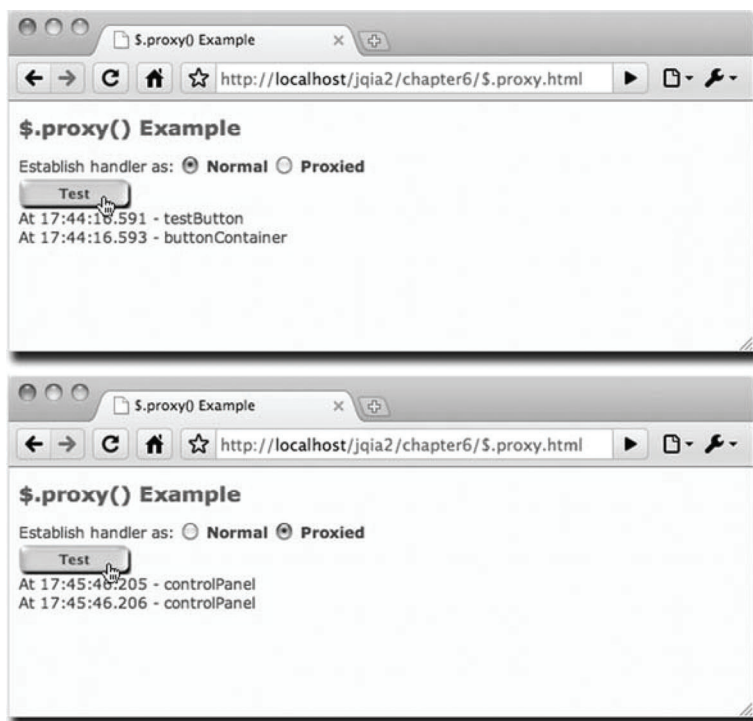 $.proxy() Example
http://localhost/jqia2/chapter6/$.proxy.html
$.proxy() Example
Establish handler as: Normal Proxied
Test
At 17:44:16.591 - testButton
At 17:44:16.593 - buttonContainer
$.proxy() Example
http://localhost/jqia2/chapter6/$.proxy.html
$.proxy() Example
Establish handler as: Normal Proxied
Test
At 17:45:46.205 - controlPanel
At 17:45:46.206 - controlPanel